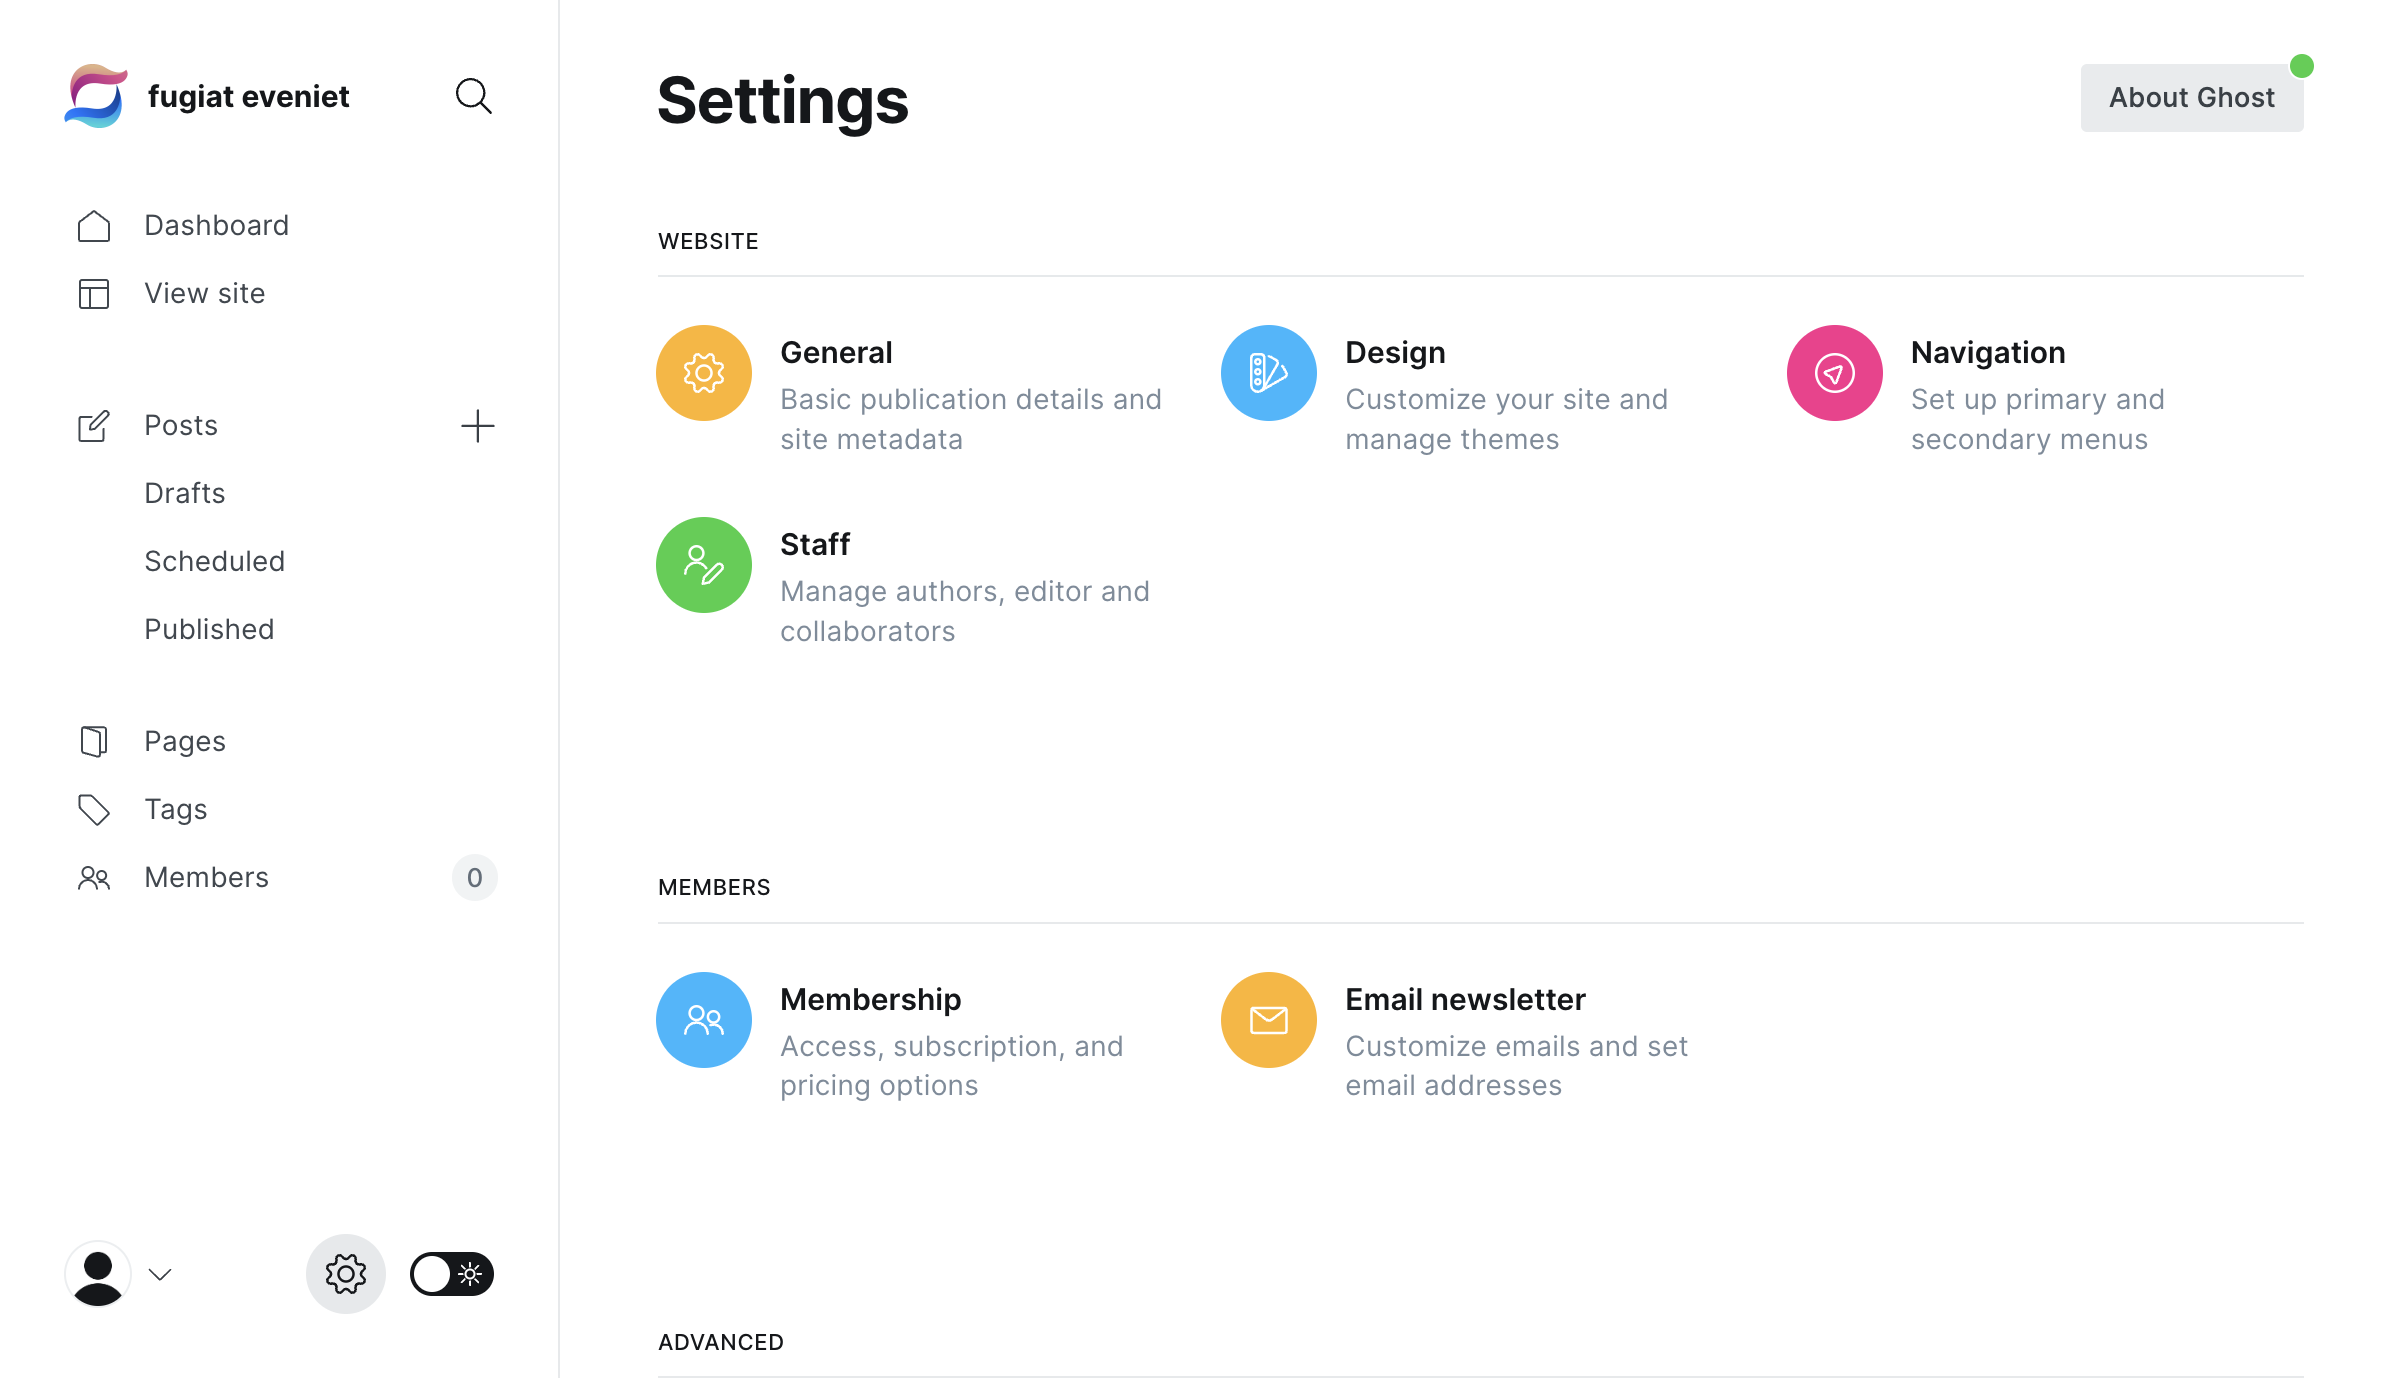 fugiat eveniet
Dashboard
View site
Posts
Drafts
Scheduled
Published
Pages
Tags
Members
0
Settings
About Ghost
WEBSITE
General
Basic publication details and
site metadata
Design
Customize your site and
manage themes
Navigation
Set up primary and
secondary menus
Staff
Manage authors, editor and
collaborators
MEMBERS
Membership
Access, subscription, and
pricing options
Email newsletter
Customize emails and set
email addresses
ADVANCED